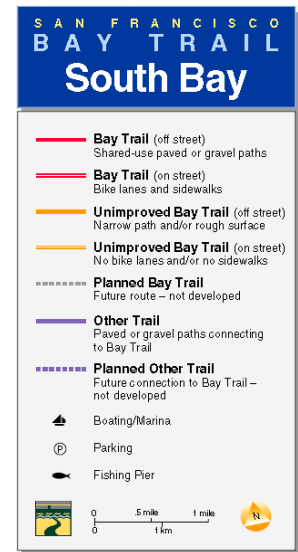 SAN FRANCISCO
BAY TRAIL
South Bay
Bay Trail (off street)
Shared-use paved or gravel paths
Bay Trail (on street)
Bike lanes and sidewalks
Unimproved Bay Trail (off street)
Narrow path and/or rough surface
Unimproved Bay Trail (on street)
No bike lanes and/or no sidewalks
Planned Bay Trail
Future route – not developed
Other Trail
Paved or gravel paths connecting
to Bay Trail
Planned Other Trail
Future connection to Bay Trail –
not developed
Boating/Marina
P Parking
Fishing Pier
0 .5 mile 1 mile
0 1 km
N